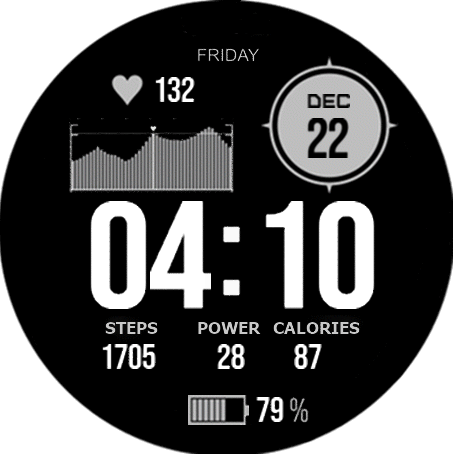 FRIDAY
132
DEC
22
04:10
STEPS POWER CALORIES
1705 28 87
79 %